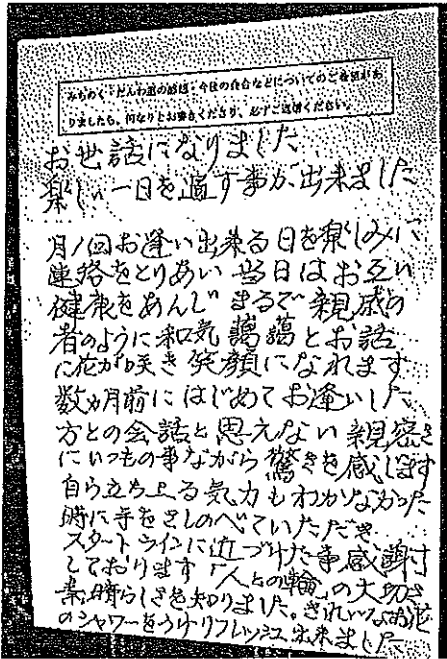 みちのく・だんわ室の感想、今後の会合などについてのご意見があ
りましたら、何なりとお書きくださり、必ずご返信ください。
お世話になりました
楽しい一日を過す事が、出来ました
月1回お逢い出来る日を楽しみに
連絡をとりあい 当日はお互い
健康をあんじ まるで 親戚の
者のように和気藹藹とお話
に花が咲き 笑顔になれます
数ヵ月前にはじめてお逢いした
方との会話と思えない親密さ
にいつもの事ながら驚きを感じます
自ら立ち上る気力もわかなかった
時に手をさしのべていただき
スタートラインに近づけた事感謝
しております「人との輪」の大切さ
素晴らしさを知りました。きれいなお花
のシャワーをうけリフレッシュ出来ました